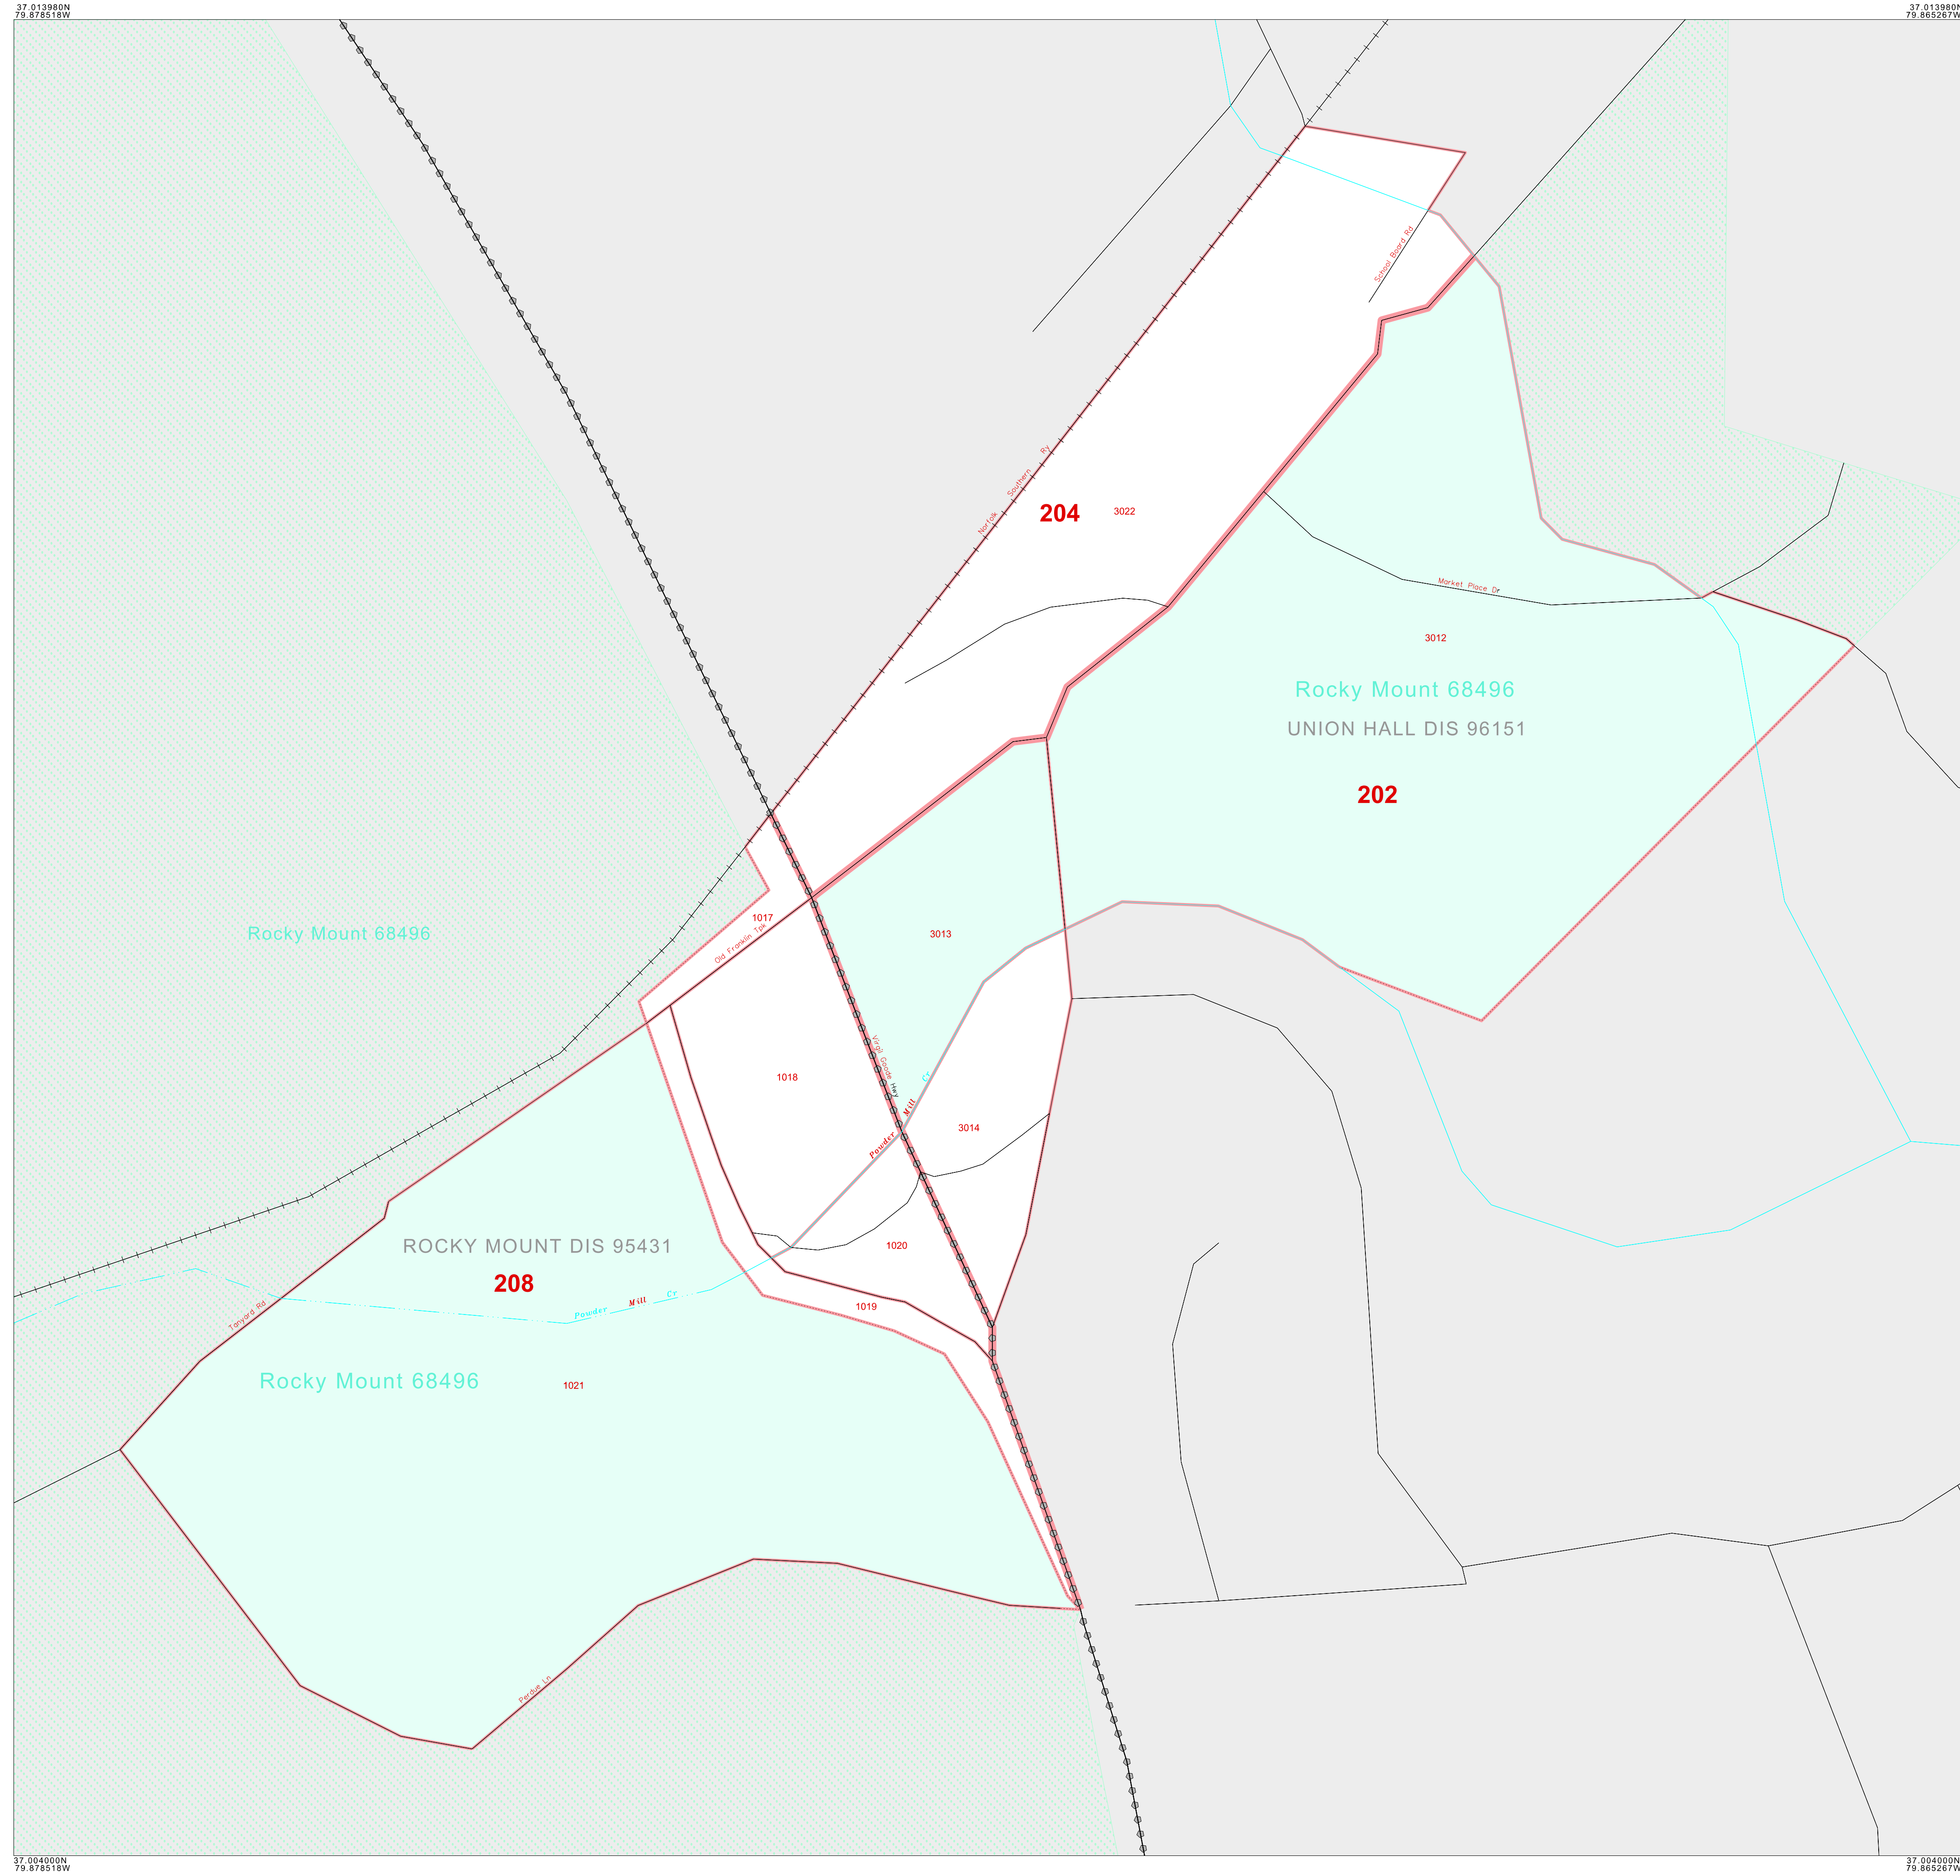 37.013980N
79.878518W
37.013980N
79.865267W
School Board Rd
Norfolk Southern Ry
204
3022
Market Place Dr
3012
Rocky Mount 68496
UNION HALL DIS 96151
202
1017
Old Franklin Tpk
3013
Rocky Mount 68496
Virgil Goode Hwy
1018
Powder Mill Cr
3014
ROCKY MOUNT DIS 95431
1020
208
Powder Mill Cr
1019
Tanyard Rd
Rocky Mount 68496
1021
Perdue Ln
37.004000N
79.878518W
37.004000N
79.865267W